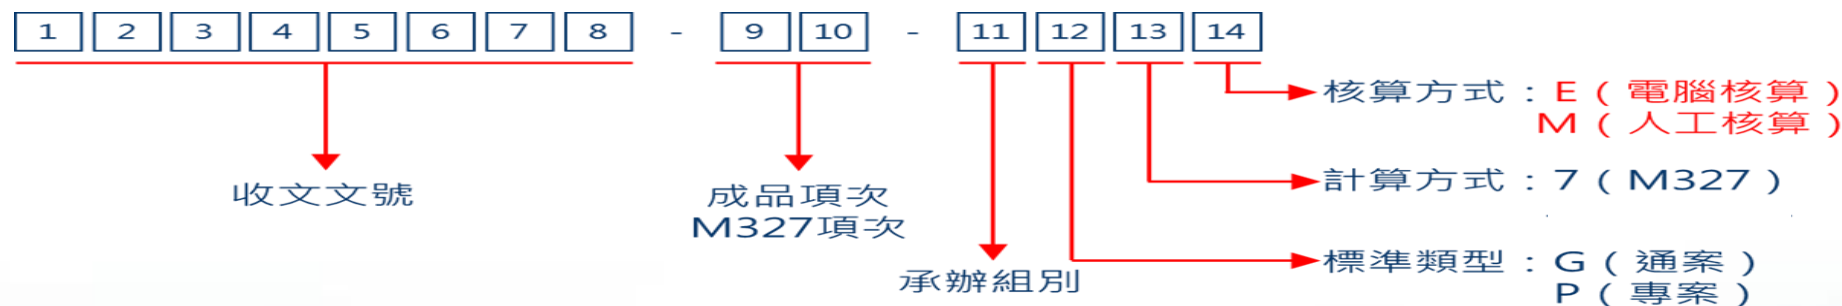 1 2 3 4 5 6 7 8 - 9 10 - 11 12 13 14
核算方式：E（電腦核算）
M（人工核算）
計算方式：7（M327）
收文文號
成品項次
M327項次
標準類型：G（通案）
P（專案）
承辦組別